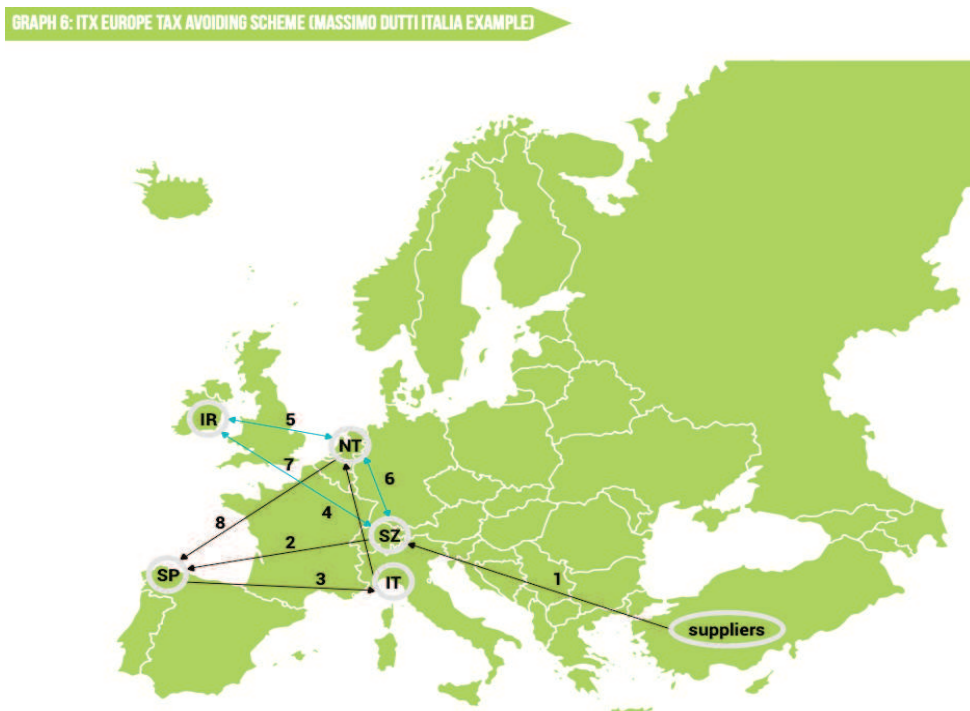 GRAPH 6: ITX EUROPE TAX AVOIDING SCHEME (MASSIMO DUTTI ITALIA EXAMPLE)
IR
5
NT
7
6
4
8
2
SZ
SP
3
IT
1
suppliers